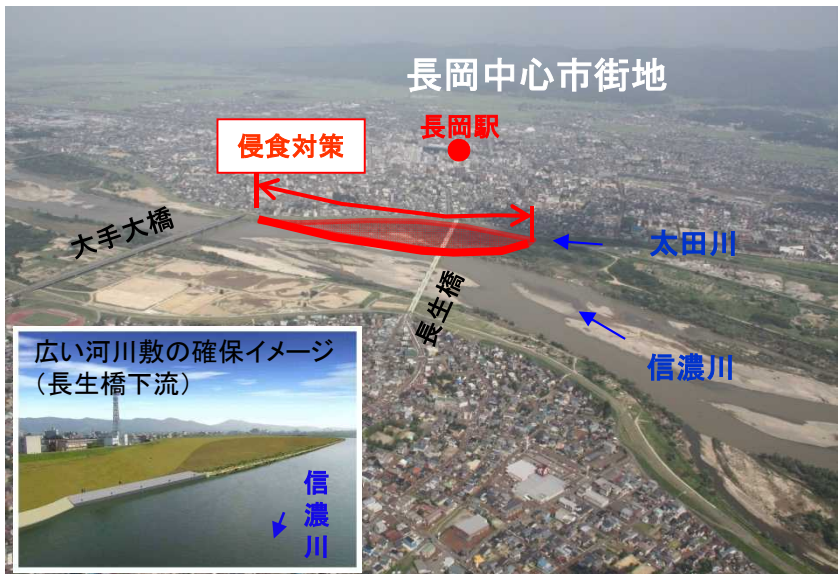 長岡中心市街地
長岡駅
侵食対策
大手大橋
太田川
長生橋
信濃川
広い河川敷の確保イメージ
(長生橋下流)
信濃川